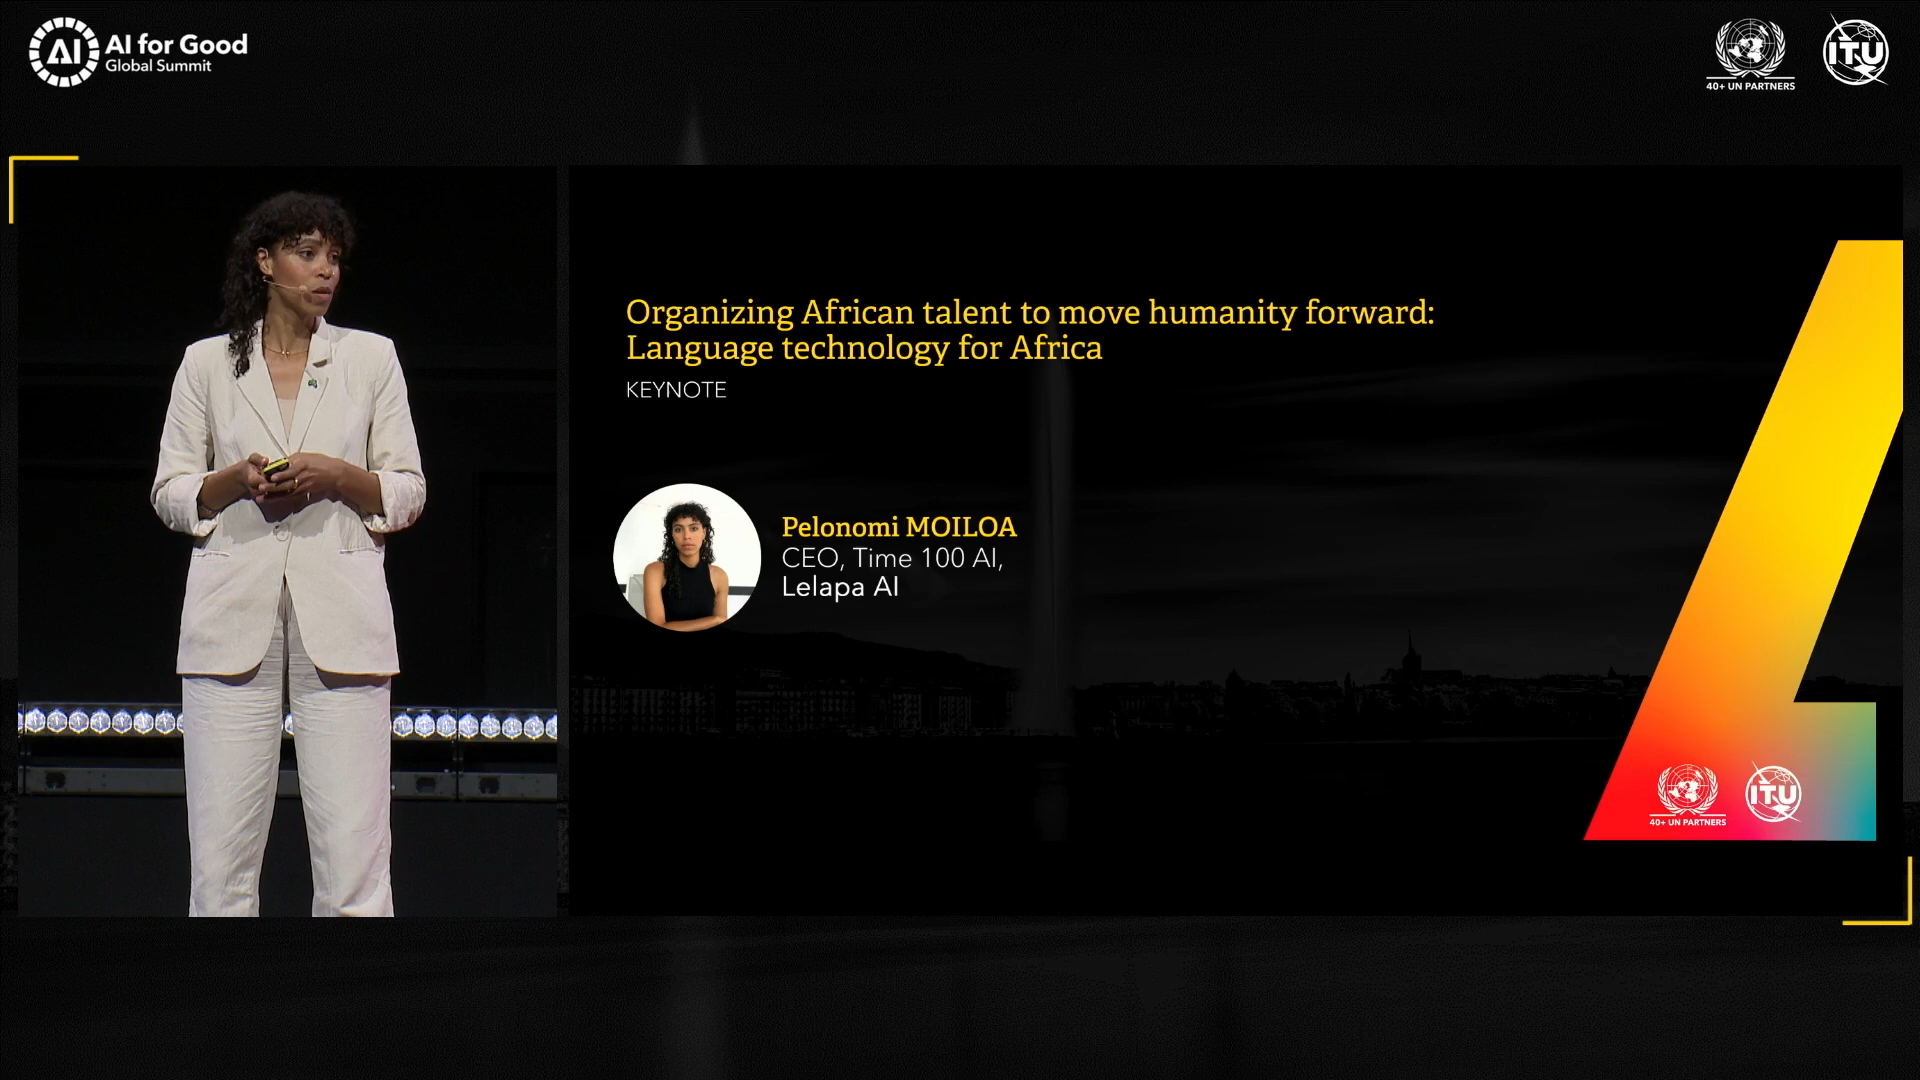 AI
AI for Good
Global Summit
40+ UN PARTNERS
ITU
Organizing African talent to move humanity forward:
Language technology for Africa
KEYNOTE
Pelonomi MOILOA
CEO, Time 100 AI,
Lelapa AI
40+ UN PARTNERS
ITU